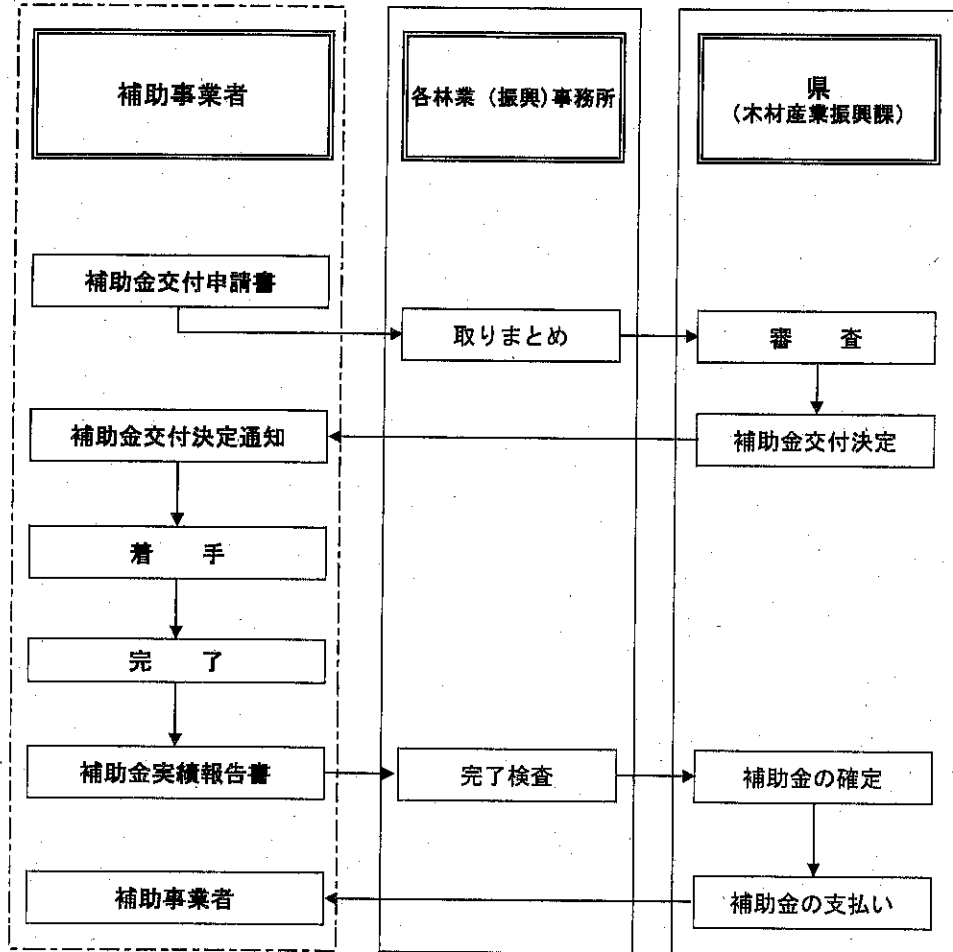 補助事業者
各林業（振興）事務所
県
（木材産業振興課）
補助金交付申請書
取りまとめ
審　　査
補助金交付決定通知
補助金交付決定
着　　手
完　　了
補助金実績報告書
完了検査
補助金の確定
補助事業者
補助金の支払い